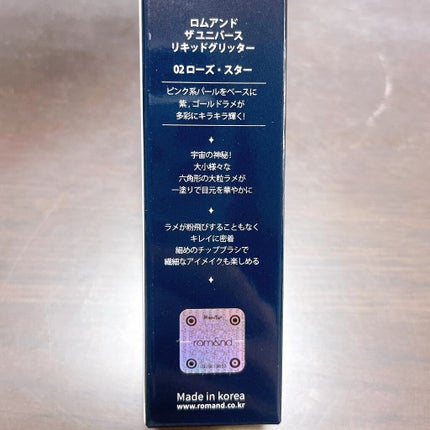 ロムアンド
ザ ユニバース
リキッドグリッター
02 ローズ・スター
ピンク系パールをベースに
紫，ゴールドラメが
多彩にキラキラ輝く!
宇宙の神秘!
大小様々な
六角形の大粒ラメが
一塗りで目元を華やかに
ラメが粉飛びすることもなく
キレイに密着
細めのチップブラシで
繊細なアイメイクも楽しめる
rom&nd
Made in korea
www.romand.co.kr